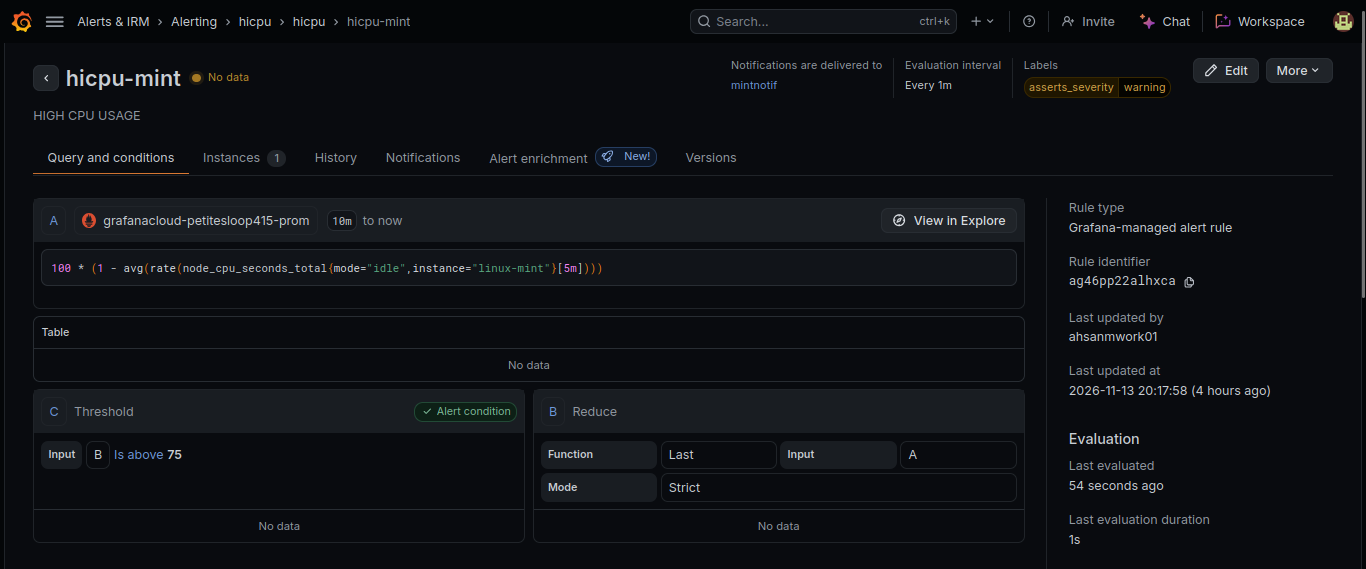 Alerts & IRM > Alerting > hicpu > hicpu > hicpu-mint
Search... ctrl+k
Invite
Chat
Workspace
hicpu-mint No data
Notifications are delivered to
mintnotif
Evaluation interval
Every 1m
Labels
asserts_severity warning
Edit
More
HIGH CPU USAGE
Query and conditions
Instances 1
History
Notifications
Alert enrichment New!
Versions
A grafanacloud-petitesloop415-prom 10m to now
View in Explore
100 * (1 - avg(rate(node_cpu_seconds_total{mode="idle",instance="linux-mint"}[5m])))
Table
No data
C Threshold Alert condition
Input B Is above 75
No data
B Reduce
Function Last Input A
Mode Strict
No data
Rule type
Grafana-managed alert rule
Rule identifier
ag46pp22alhxca
Last updated by
ahsanmwork01
Last updated at
2026-11-13 20:17:58 (4 hours ago)
Evaluation
Last evaluated
54 seconds ago
Last evaluation duration
1s